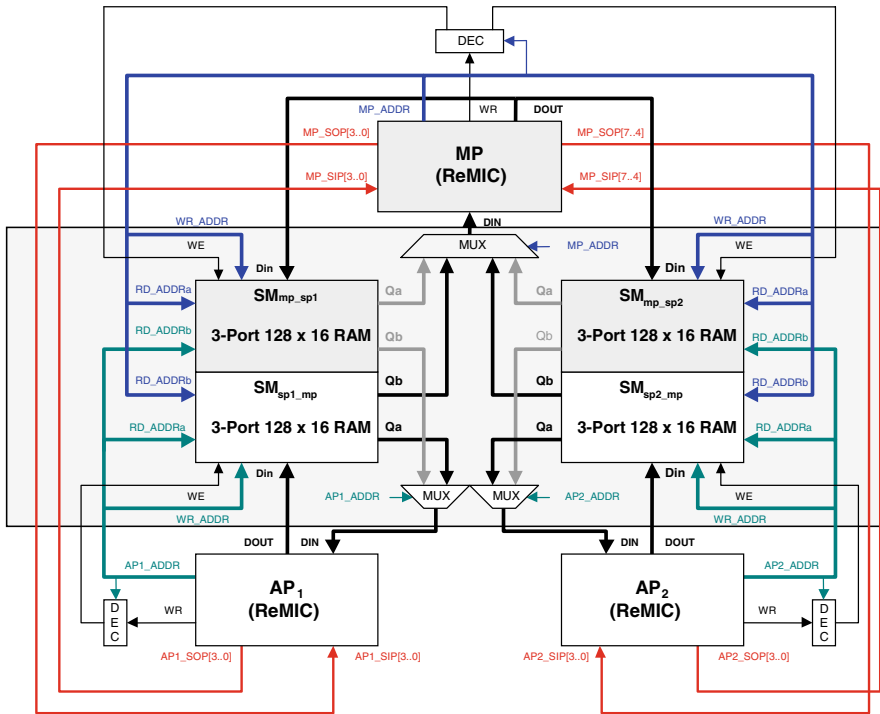 DEC
MP_ADDR
WR
DOUT
MP_SOP[3..0]
MP_SOP[7..4]
MP
(ReMIC)
MP_SIP[3..0]
MP_SIP[7..4]
DIN
WR_ADDR
WR_ADDR
WE
MUX
MP_ADDR
WE
Din
Din
RD_ADDRa
SMmp_sp1
Qa
Qa
SMmp_sp2
RD_ADDRa
RD_ADDRb
3-Port 128 x 16 RAM
Qb
Qb
3-Port 128 x 16 RAM
RD_ADDRb
RD_ADDRb
SMsp1_mp
Qb
Qb
SMsp2_mp
RD_ADDRb
RD_ADDRa
3-Port 128 x 16 RAM
Qa
Qa
3-Port 128 x 16 RAM
RD_ADDRa
Din
Din
WE
AP1_ADDR
MUX
MUX
AP2_ADDR
WE
WR_ADDR
WR_ADDR
DOUT
DIN
DIN
DOUT
AP1_ADDR
AP2_ADDR
AP1
(ReMIC)
AP2
(ReMIC)
D
E
C
WR
WR
D
E
C
AP1_SOP[3..0]
AP1_SIP[3..0]
AP2_SIP[3..0]
AP2_SOP[3..0]